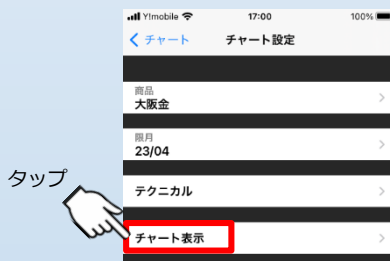 Y!mobile 17:00 100%
チャート チャート設定
商品
大阪金
限月
23/04
テクニカル
タップ
チャート表示